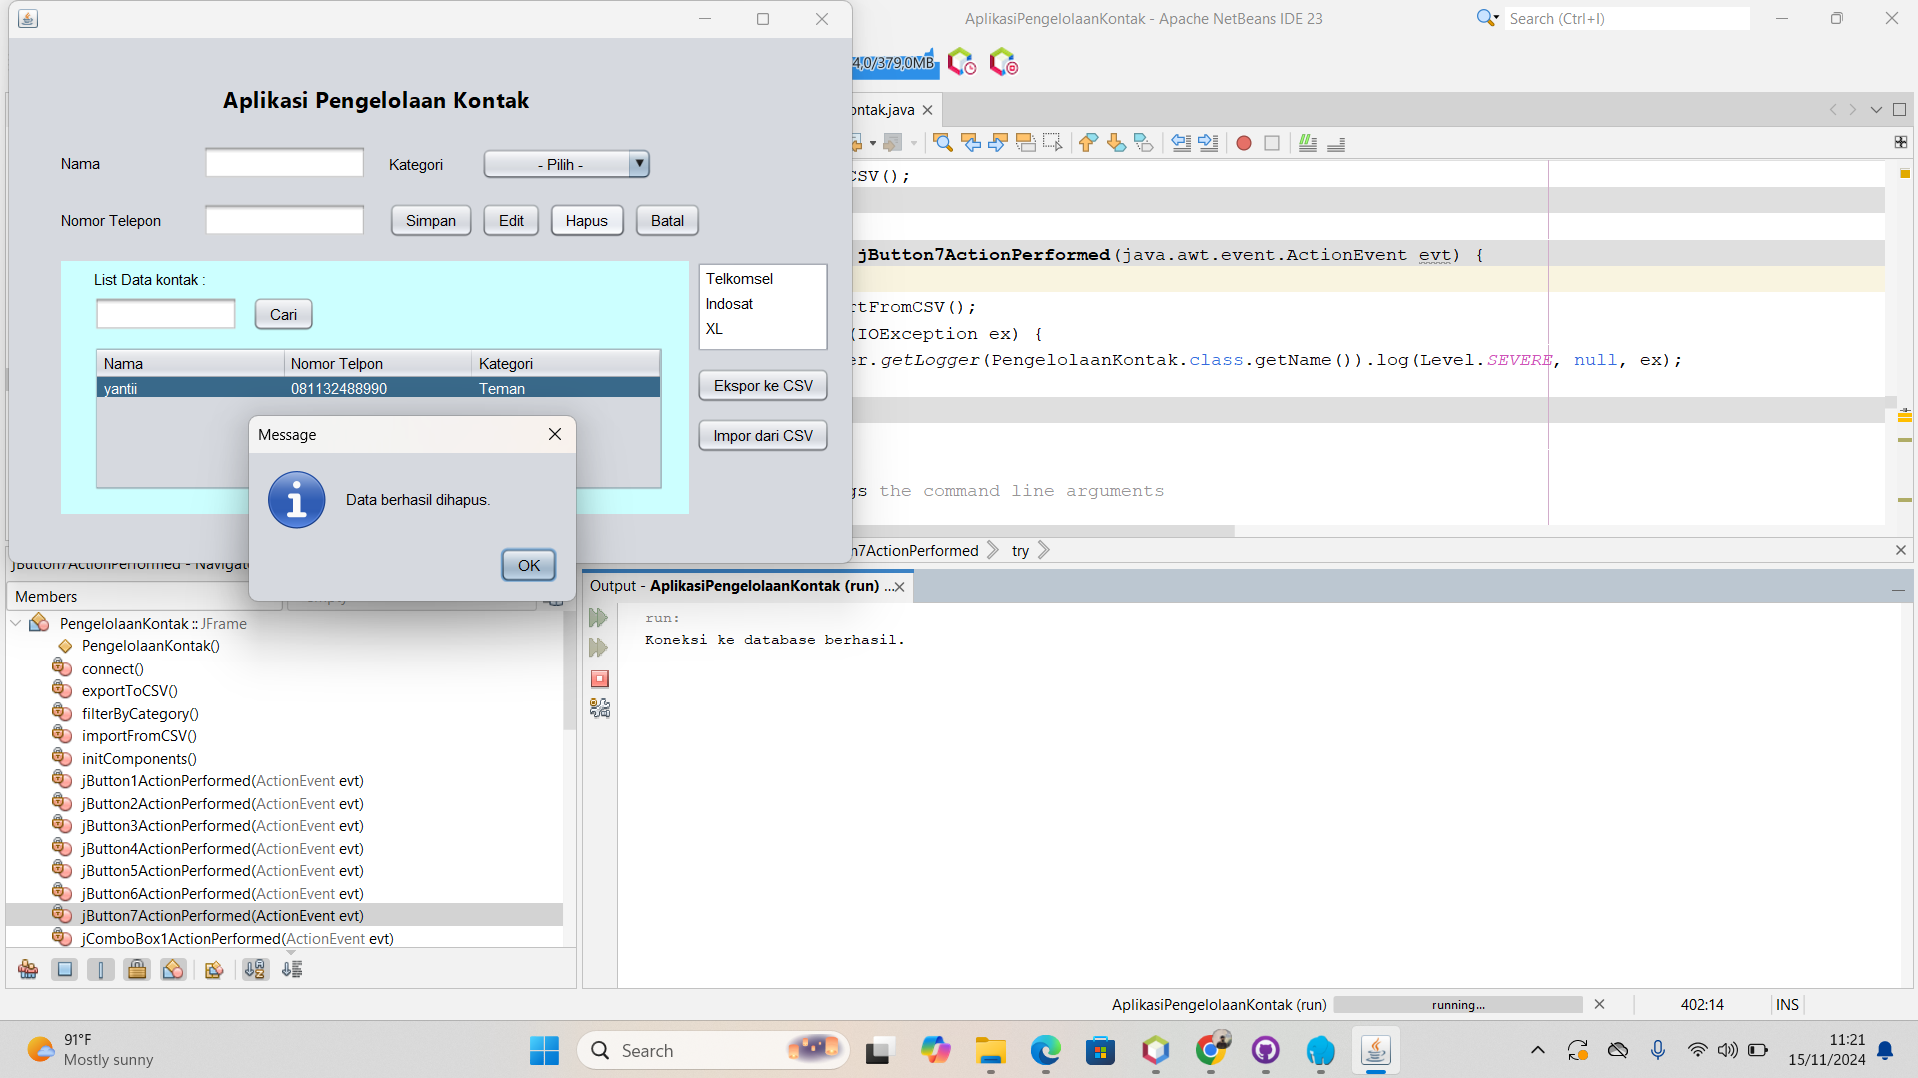 AplikasiPengelolaanKontak - Apache NetBeans IDE 23
Search (Ctrl+I)
4,0/379,0MB
Aplikasi Pengelolaan Kontak
Nama
Kategori
- Pilih -
Nomor Telepon
Simpan
Edit
Hapus
Batal
List Data kontak :
Cari
Nama
Nomor Telpon
Kategori
yantii
081132488990
Teman
Telkomsel
Indosat
XL
Ekspor ke CSV
Impor dari CSV
Message
Data berhasil dihapus.
OK
ontak.java
CSV();
jButton7ActionPerformed(java.awt.event.ActionEvent evt) {
rtFromCSV();
(IOException ex) {
er.getLogger(PengelolaanKontak.class.getName()).log(Level.SEVERE, null, ex);
gs the command line arguments
n7ActionPerformed
try
jButton7ActionPerformed - Navigat
Members
PengelolaanKontak :: JFrame
PengelolaanKontak()
connect()
exportToCSV()
filterByCategory()
importFromCSV()
initComponents()
jButton1ActionPerformed(ActionEvent evt)
jButton2ActionPerformed(ActionEvent evt)
jButton3ActionPerformed(ActionEvent evt)
jButton4ActionPerformed(ActionEvent evt)
jButton5ActionPerformed(ActionEvent evt)
jButton6ActionPerformed(ActionEvent evt)
jButton7ActionPerformed(ActionEvent evt)
jComboBox1ActionPerformed(ActionEvent evt)
Output - AplikasiPengelolaanKontak (run) ...
run:
Koneksi ke database berhasil.
AplikasiPengelolaanKontak (run)
running...
402:14
INS
91°F
Mostly sunny
Search
11:21
15/11/2024